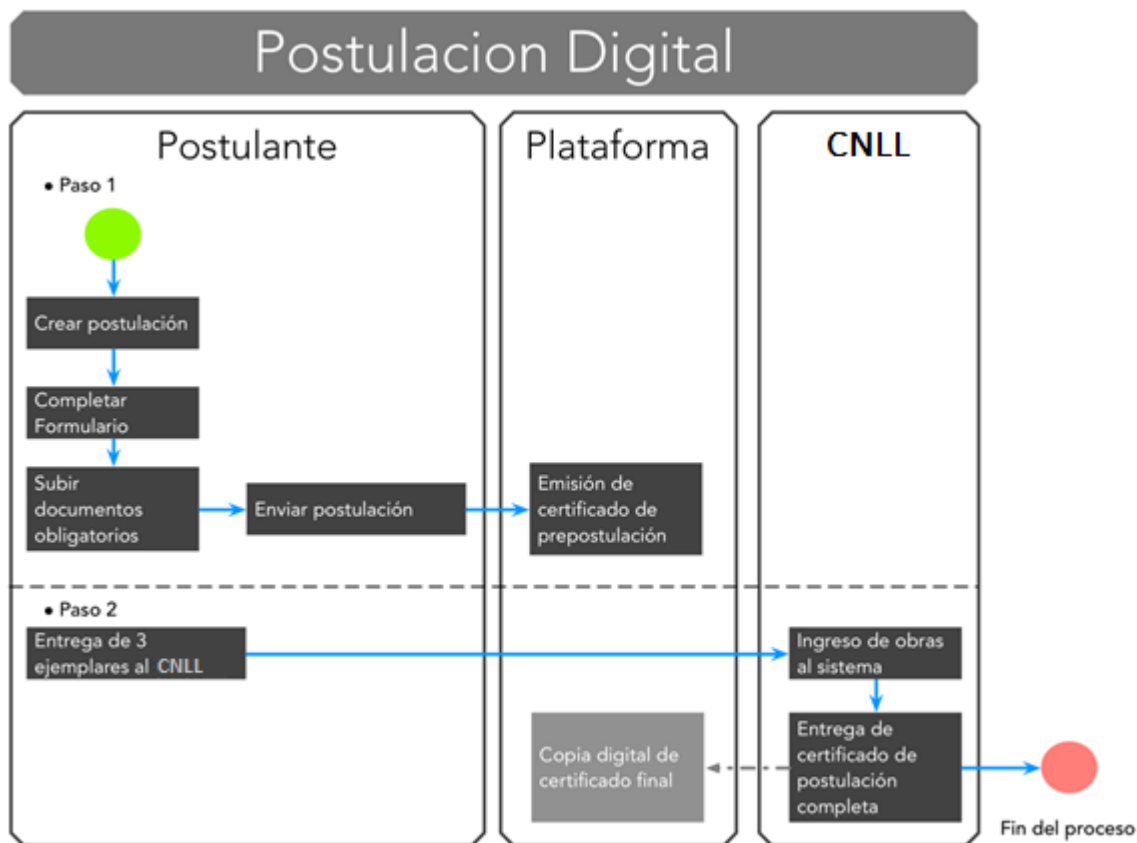 Postulacion Digital
Postulante
Plataforma
CNLL
• Paso 1
Crear postulación
Completar
Formulario
Subir
documentos
obligatorios
Enviar postulación
Emisión de
certificado de
prepostulación
• Paso 2
Entrega de 3
ejemplares al CNLL
Ingreso de obras
al sistema
Copia digital de
certificado final
Entrega de
certificado de
postulación
completa
Fin del proceso